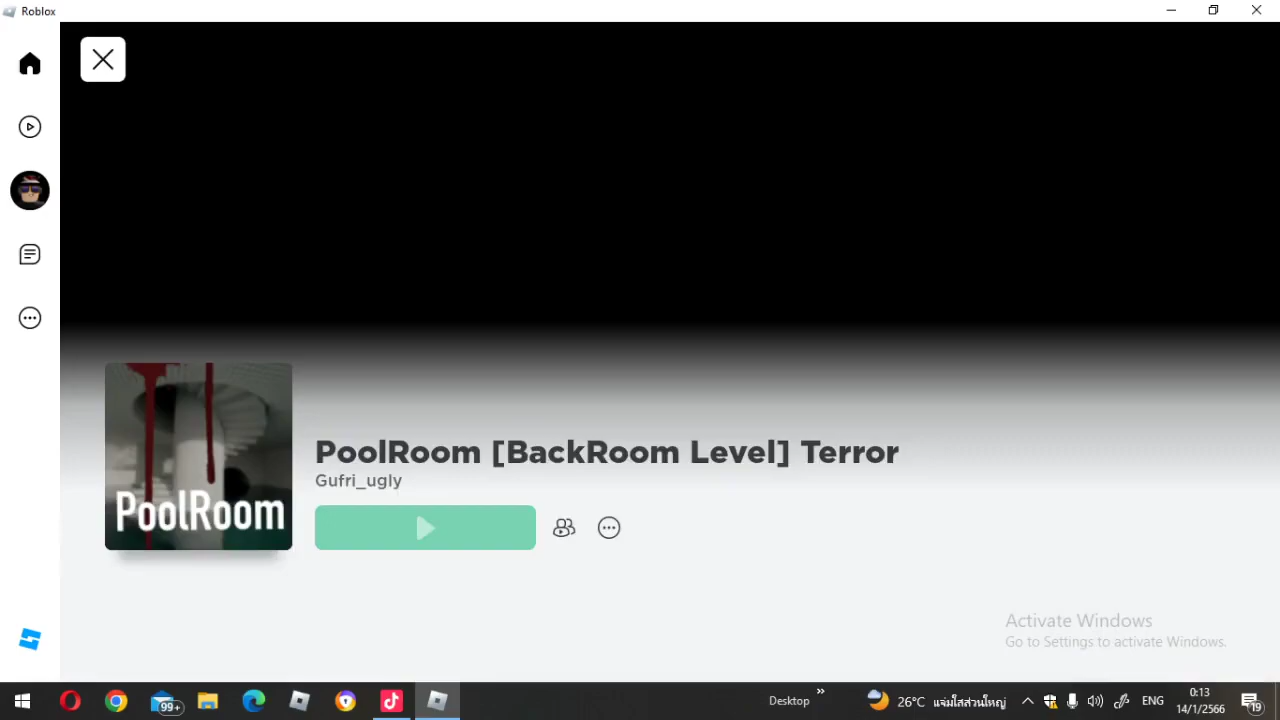 Roblox
PoolRoom
PoolRoom [BackRoom Level] Terror
Gufri_ugly
Activate Windows
Go to Settings to activate Windows.
99+
Desktop
26°C แจ่มใสส่วนใหญ่
ENG
0:13
14/1/2566
19